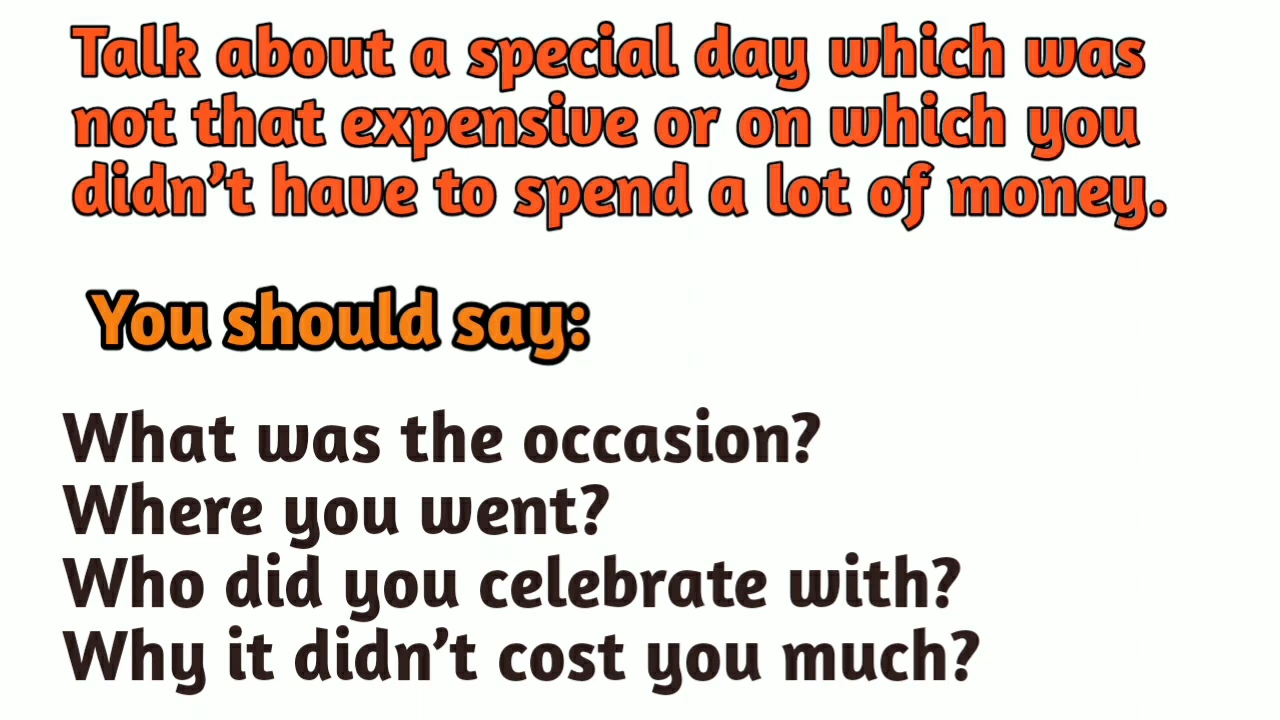 Talk about a special day which was
not that expensive or on which you
didn't have to spend a lot of money.
You should say:
What was the occasion?
Where you went?
Who did you celebrate with?
Why it didn't cost you much?